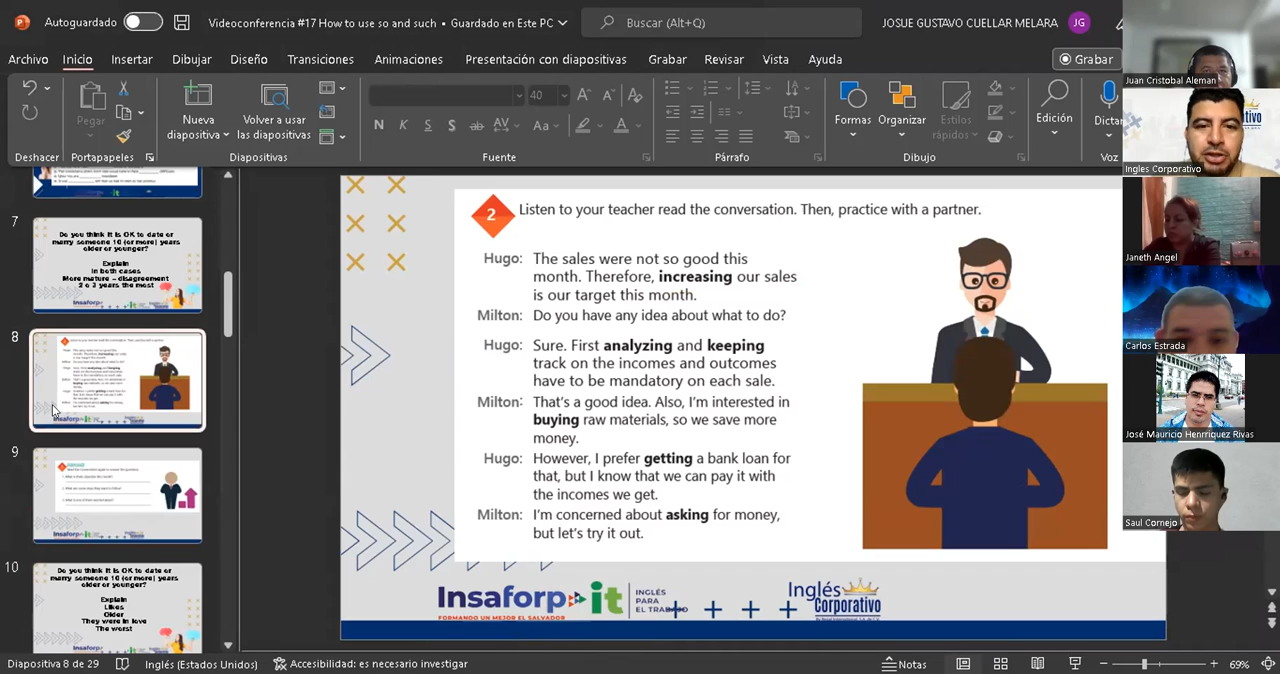 Autoguardado
Videoconferencia #17 How to use so and such • Guardado en Este PC
Buscar (Alt+Q)
JOSUE GUSTAVO CUELLAR MELARA
JG
Archivo Inicio Insertar Dibujar Diseño Transiciones Animaciones Presentación con diapositivas Grabar Revisar Vista Ayuda
Grabar
Pegar
Nueva diapositiva
Volver a usar las diapositivas
40
N K S S ab AV Aa A
Formas
Organizar
Estilos rápidos
Edición
Dictar
Deshacer
Portapapeles
Diapositivas
Fuente
Párrafo
Dibujo
Voz
7
Do you think it is OK to date or
marry someone 10 (or more) years
older or younger?
Explain
In both cases
More mature – disagreement
2 o 3 years the most
8
9
10
Do you think it is OK to date or
marry someone 10 (or more) years
older or younger?
Explain
Likes
Older
They were in love
The worst
2
Listen to your teacher read the conversation. Then, practice with a partner.
Hugo: The sales were not so good this
month. Therefore, increasing our sales
is our target this month.
Milton: Do you have any idea about what to do?
Hugo: Sure. First analyzing and keeping
track on the incomes and outcomes
have to be mandatory on each sale.
Milton: That's a good idea. Also, I'm interested in
buying raw materials, so we save more
money.
Hugo: However, I prefer getting a bank loan for
this, but I know that we can pay it with
the incomes we get.
Milton: I'm concerned about asking for money,
but let's try it out.
Insaforp it
FORMANDO UN MEJOR EL SALVADOR
INGLÉS
PARA
EL TRABAJO
Inglés
Corporativo
Juan Cristobal Aleman
Ingles Corporativo
Janeth Angel
Carlos Estrada
José Mauricio Henrriquez Rivas
Saul Cornejo
Diapositiva 8 de 29
Inglés (Estados Unidos)
Accesibilidad: es necesario investigar
Notas
69%